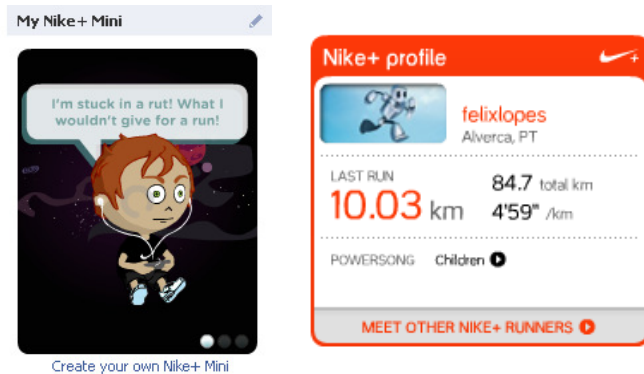 My Nike+ Mini
I'm stuck in a rut! What I
wouldn't give for a run!
Create your own Nike+ Mini
Nike+ profile
felixlopes
Alverca, PT
LAST RUN
10.03 km
84.7 total km
4'59" /km
POWERSONG Children
MEET OTHER NIKE+ RUNNERS